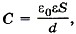 C = ε₀εS/d,